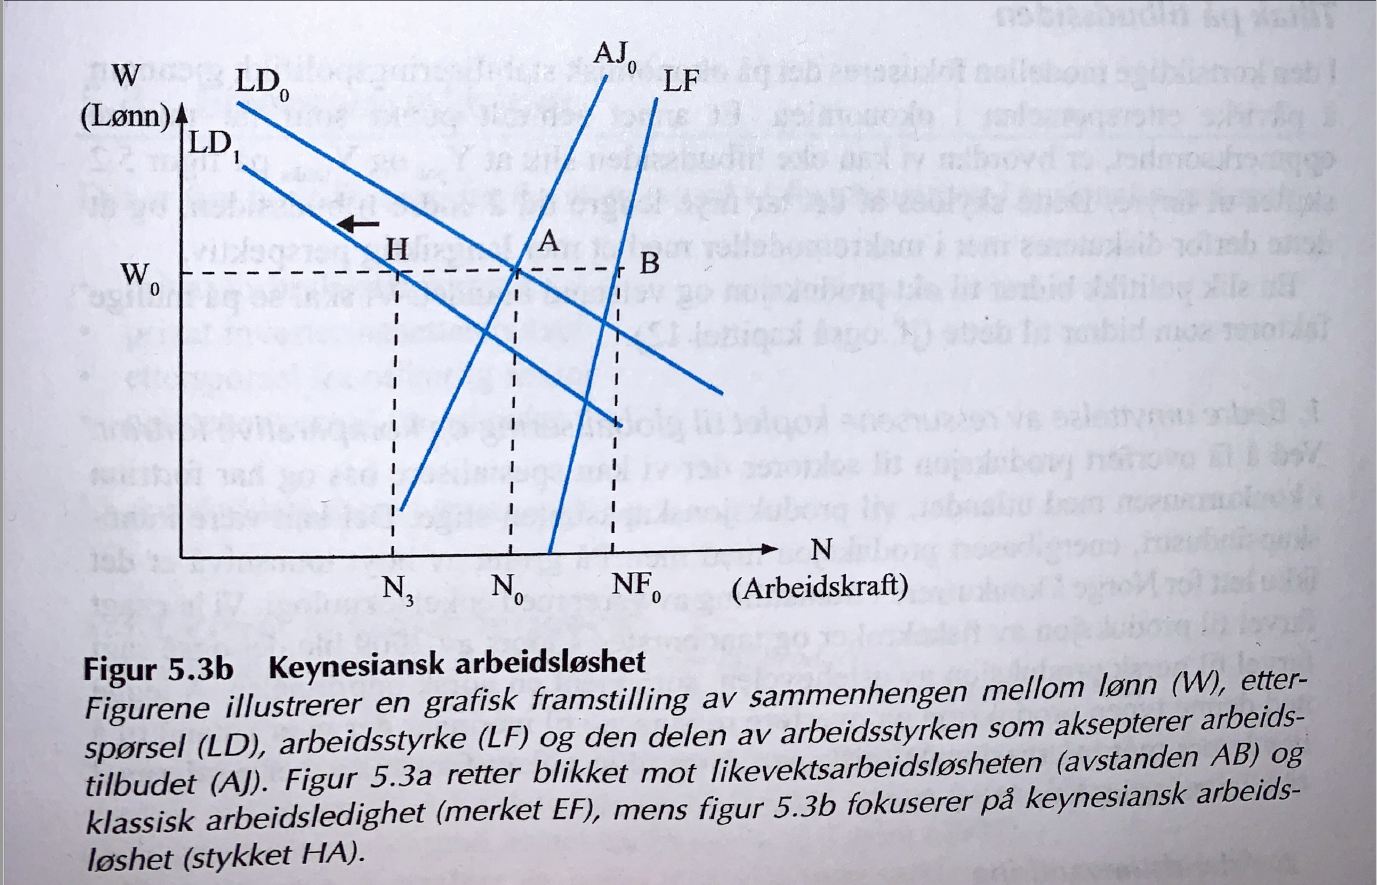 W
(Lønn)
LD0
LD1
AJ0
LF
H
A
B
W0
N3
N0
NF0
N
(Arbeidskraft)
Figur 5.3b Keynesiansk arbeidsløshet
Figurene illustrerer en grafisk framstilling av sammenhengen mellom lønn (W), etter-
spørsel (LD), arbeidsstyrke (LF) og den delen av arbeidsstyrken som aksepterer arbeids-
tilbudet (AJ). Figur 5.3a retter blikket mot likevektsarbeidsløsheten (avstanden AB) og
klassisk arbeidsledighet (merket EF), mens figur 5.3b fokuserer på keynesiansk arbeids-
løshet (stykket HA).